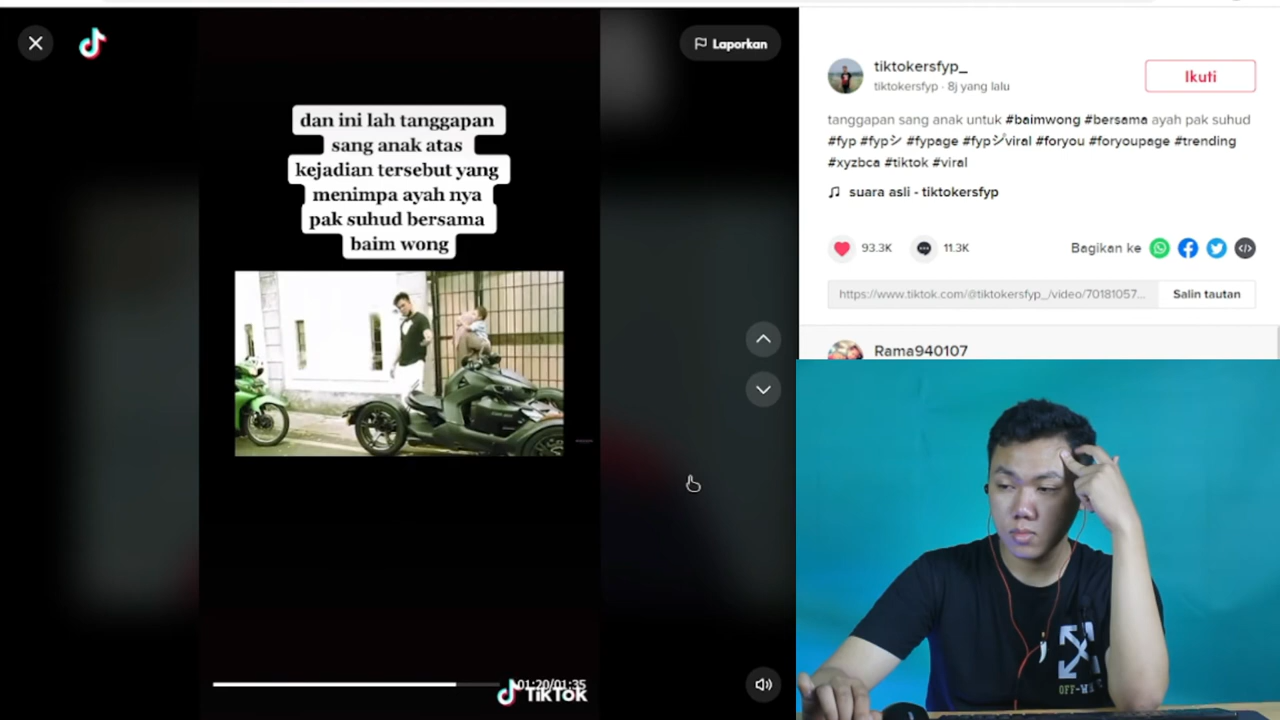 Laporkan
dan ini lah tanggapan
sang anak atas
kejadian tersebut yang
menimpa ayah nya
pak suhud bersama
baim wong
01:20/01:35
TikTok
tiktokersfyp_
tiktokersfyp · 8j yang lalu
Ikuti
tanggapan sang anak untuk #baimwong #bersama ayah pak suhud
#fyp #fypシ #fypage #fypシviral #foryou #foryoupage #trending
#xyzbca #tiktok #viral
suara asli - tiktokersfyp
93.3K
11.3K
Bagikan ke
https://www.tiktok.com/@tiktokersfyp_/video/70181057...
Salin tautan
Rama940107